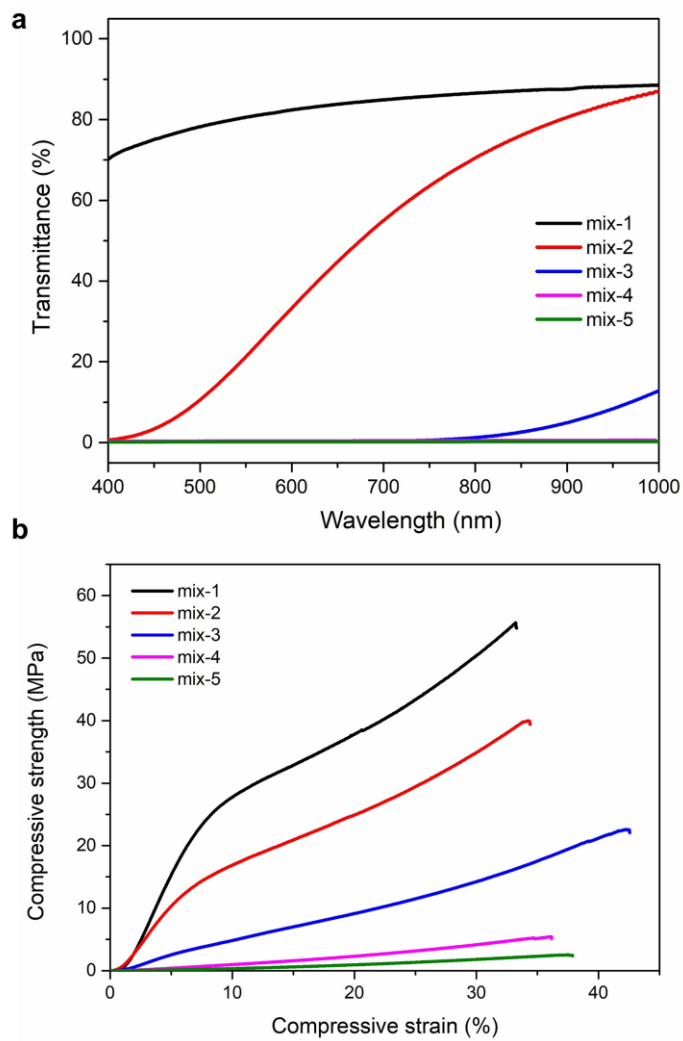 a
100
80
60
40
20
0
Transmittance (%)
mix-1
mix-2
mix-3
mix-4
mix-5
400 500 600 700 800 900 1000
Wavelength (nm)
b
60
50
40
30
20
10
0
Compressive strength (MPa)
mix-1
mix-2
mix-3
mix-4
mix-5
0 10 20 30 40
Compressive strain (%)